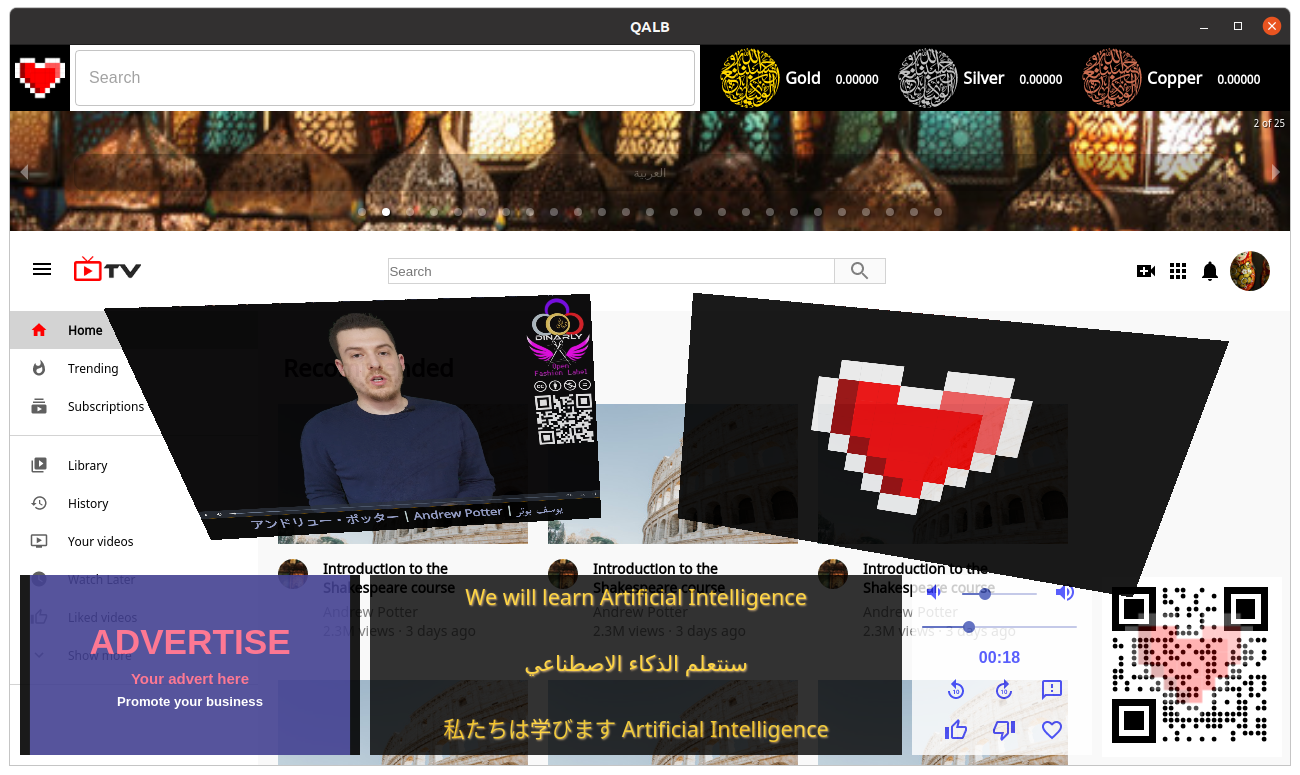 QALB
Search
Gold 0.00000
Silver 0.00000
Copper 0.00000
2 of 25
العربية
TV
Search
Home
Trending
Subscriptions
Library
History
Your videos
Watch Later
Liked videos
Show more
DINARLY
Open
Fashion Label
アンドリュー・ポッター | Andrew Potter | يوسف بوتر
Introduction to the
Shakespeare course
Andrew Potter
2.3M views · 3 days ago
Introduction to the
Shakespeare course
Andrew Potter
2.3M views · 3 days ago
Introduction to the
Shakespeare course
Andrew Potter
2.3M views · 3 days ago
ADVERTISE
Your advert here
Promote your business
We will learn Artificial Intelligence
سنتعلم الذكاء الاصطناعي
私たちは学びます Artificial Intelligence
00:18
10
10